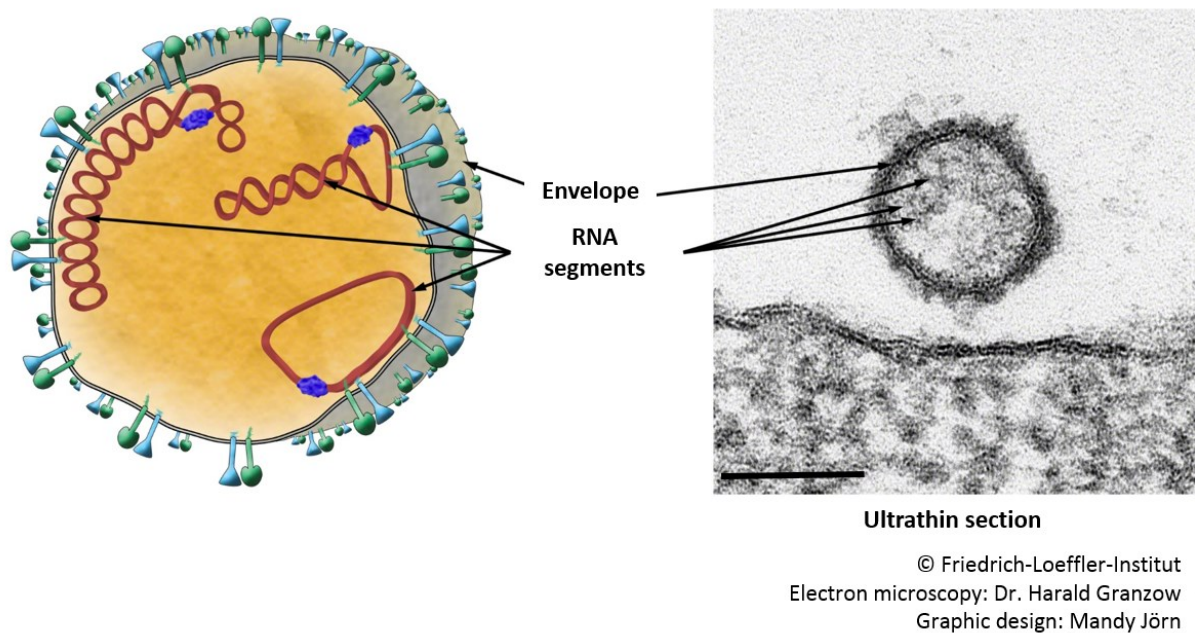 Envelope
RNA
segments
Ultrathin section
© Friedrich-Loeffler-Institut
Electron microscopy: Dr. Harald Granzow
Graphic design: Mandy Jörn